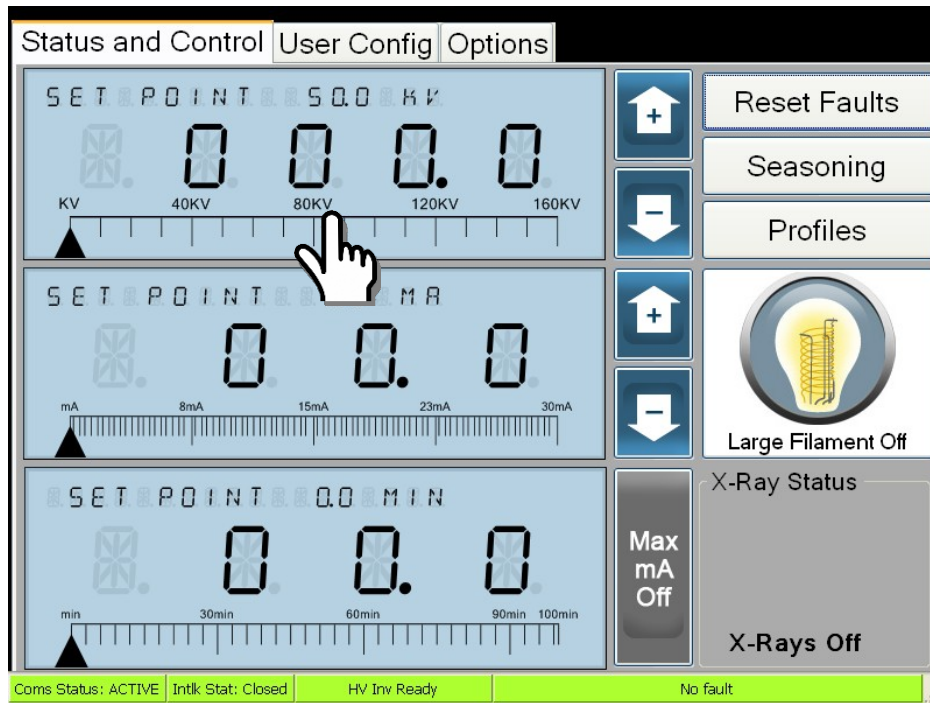 Status and Control User Config Options
SET POINT 50.0 KV
000.0
KV 40KV 80KV 120KV 160KV
+
−
Reset Faults
Seasoning
Profiles
SET POINT MA
00.0
mA 8mA 15mA 23mA 30mA
+
−
Large Filament Off
SET POINT 0.0 MIN
00.0
min 30min 60min 90min 100min
Max
mA
Off
X-Ray Status
X-Rays Off
Coms Status: ACTIVE Intlk Stat: Closed HV Inv Ready No fault